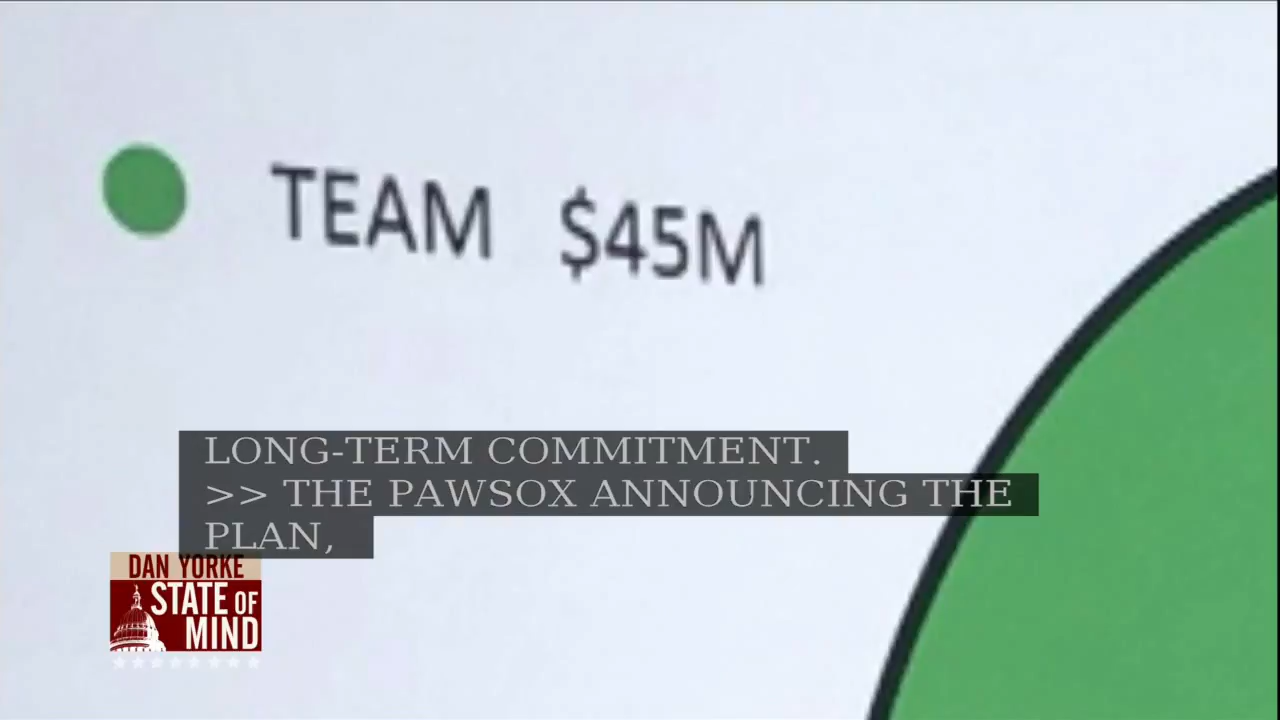 TEAM $45M
LONG-TERM COMMITMENT.
>> THE PAWSOX ANNOUNCING THE
PLAN,
DAN YORKE
STATE OF
MIND